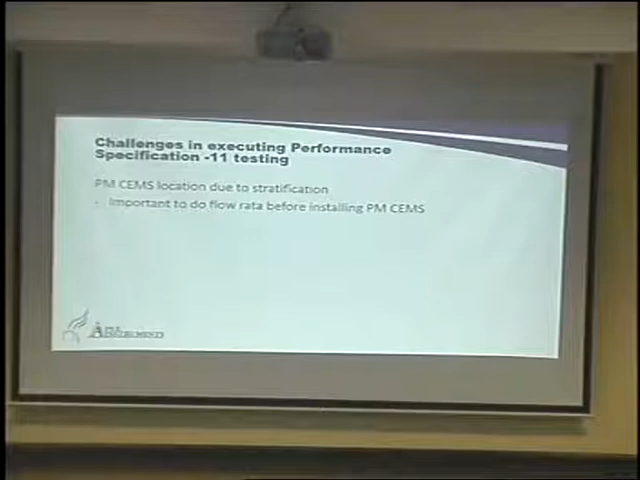 Challenges in executing Performance
Specification -11 testing
PM CEMS location due to stratification
- Important to do flow rata before installing PM CEMS